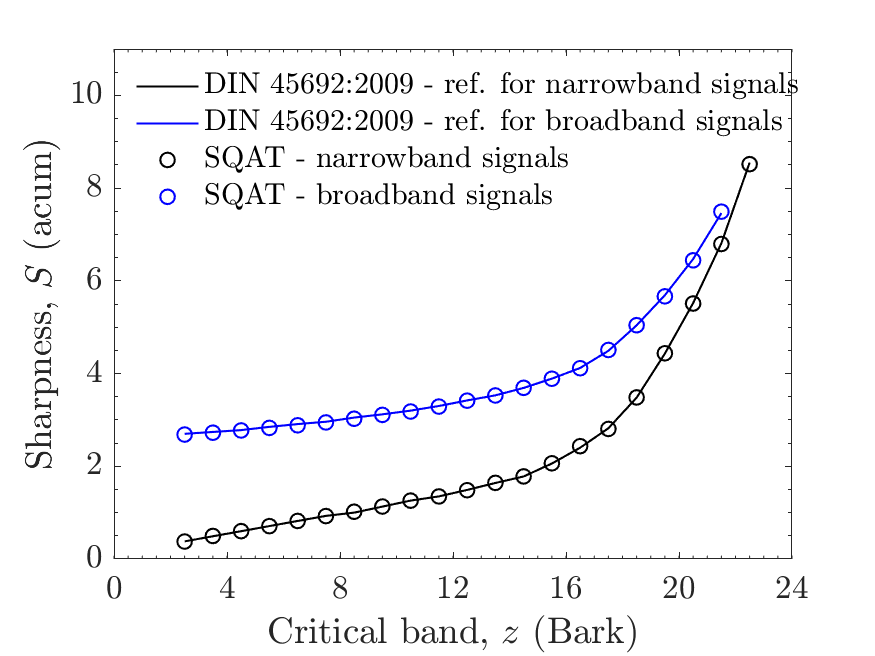 DIN 45692:2009 - ref. for narrowband signals
DIN 45692:2009 - ref. for broadband signals
SQAT - narrowband signals
SQAT - broadband signals
Sharpness, S (acum)
10
8
6
4
2
0
0 4 8 12 16 20 24
Critical band, z (Bark)